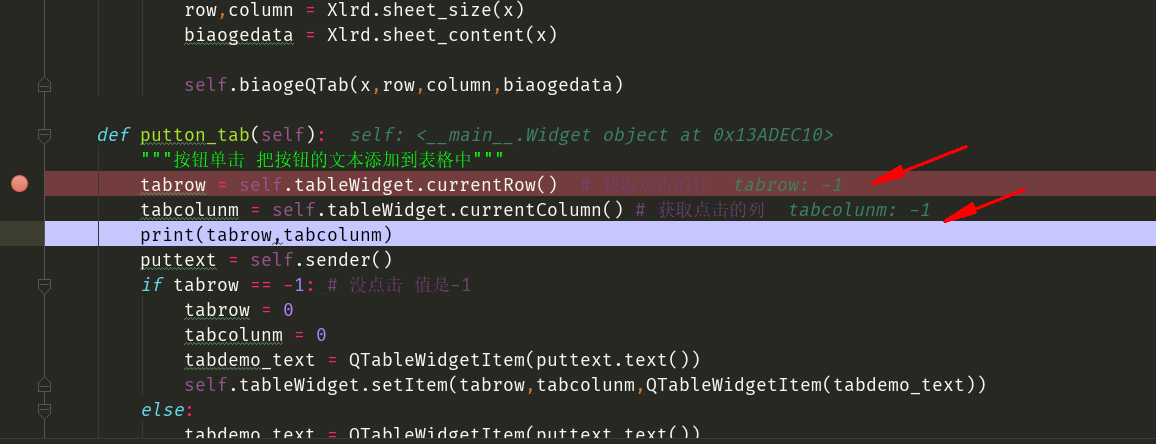 row,column = Xlrd.sheet_size(x)
biaogedata = Xlrd.sheet_content(x)
self.biaogeQTab(x,row,column,biaogedata)
def putton_tab(self):  self: <__main__.Widget object at 0x13ADEC10>
"""按钮单击 把按钮的文本添加到表格中"""
tabrow = self.tableWidget.currentRow()  # 获取点击的行  tabrow: -1
tabcolunm = self.tableWidget.currentColumn() # 获取点击的列  tabcolunm: -1
print(tabrow,tabcolunm)
puttext = self.sender()
if tabrow == -1: # 没点击 值是-1
tabrow = 0
tabcolunm = 0
tabdemo_text = QTableWidgetItem(puttext.text())
self.tableWidget.setItem(tabrow,tabcolunm,QTableWidgetItem(tabdemo_text))
else:
tabdemo_text = QTableWidgetItem(puttext.text())